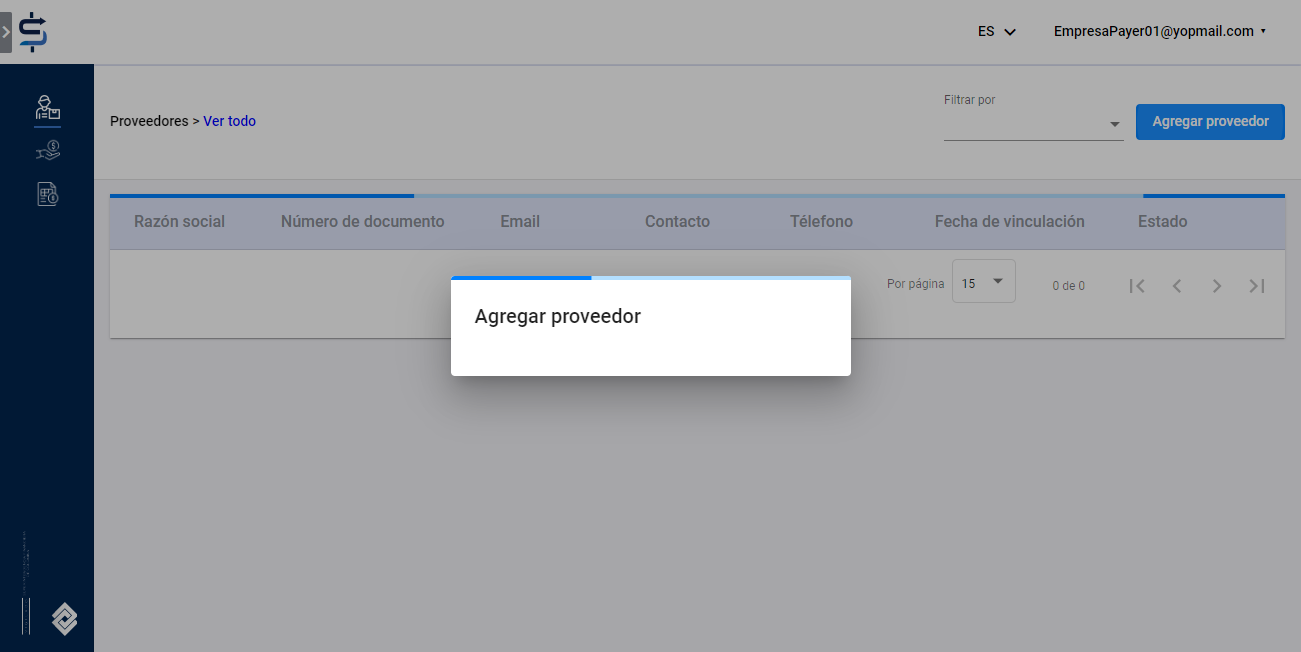 ES
EmpresaPayer01@yopmail.com
Proveedores > Ver todo
Filtrar por
Agregar proveedor
Razón social Número de documento Email Contacto Télefono Fecha de vinculación Estado
Por página 15 0 de 0
Agregar proveedor